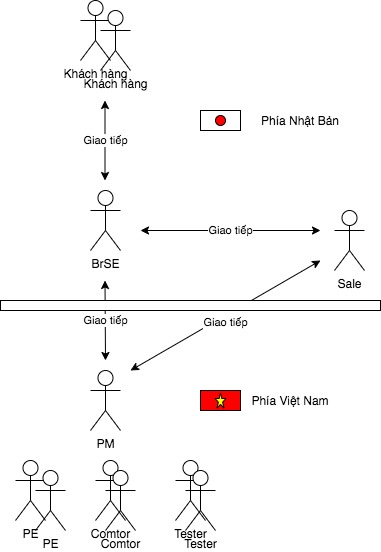 Khách hàng
Khách hàng
Giao tiếp
Phía Nhật Bản
BrSE
Giao tiếp
Sale
Giao tiếp
Giao tiếp
PM
Phía Việt Nam
PE
PE
Comtor
Comtor
Tester
Tester